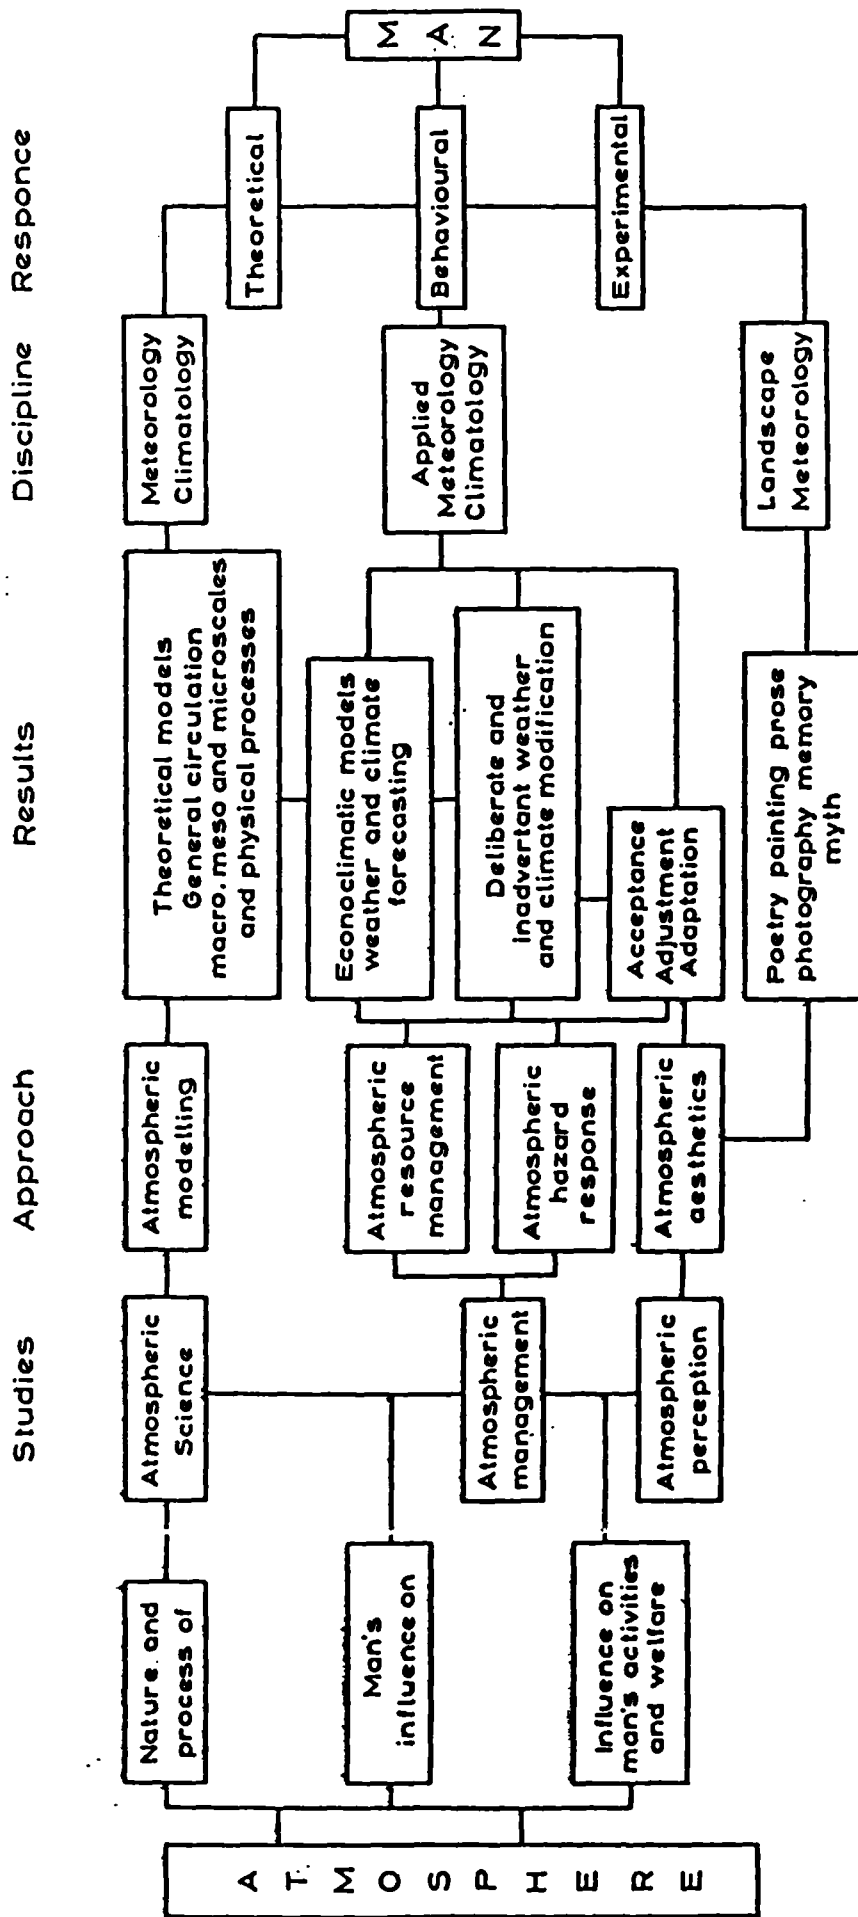 Studies
Approach
Results
Discipline
Responce
ATMOSPHERE
Nature and
process of
Man's
influence on
Influence on
man's activities
and welfare
Atmospheric
Science
Atmospheric
management
Atmospheric
perception
Atmospheric
modelling
Atmospheric
resource
management
Atmospheric
hazard
response
Atmospheric
aesthetics
Theoretical models
General circulation
macro, meso and microscales
and physical processes
Econoclimatic models
weather and climate
forecasting
Deliberate and
inadvertant weather
and climate modification
Acceptance
Adjustment
Adaptation
Poetry painting prose
photography memory
myth
Meteorology
Climatology
Applied
Meteorology
Climatology
Landscape
Meteorology
Theoretical
Behavioural
Experimental
MAN